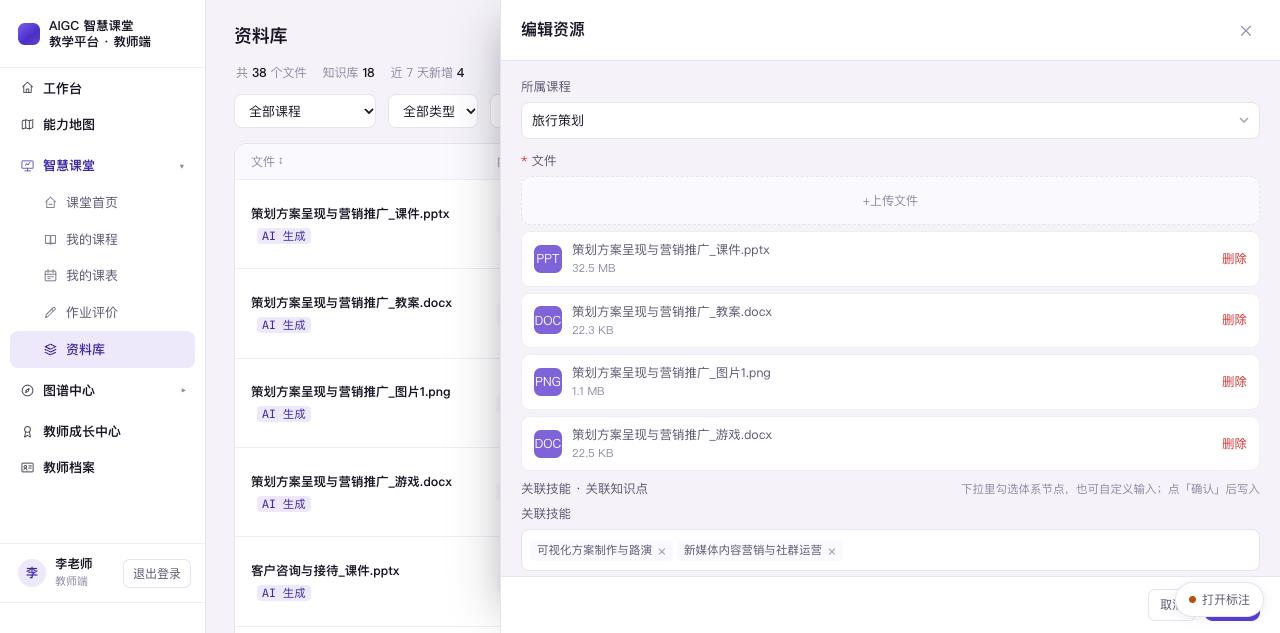 AIGC 智慧课堂
教学平台 · 教师端
工作台
能力地图
智慧课堂
课堂首页
我的课程
我的课表
作业评价
资料库
图谱中心
教师成长中心
教师档案
李
李老师
教师端
退出登录
资料库
共 38 个文件 知识库 18 近 7 天新增 4
全部课程 全部类型
文件
策划方案呈现与营销推广_课件.pptx
AI 生成
策划方案呈现与营销推广_教案.docx
AI 生成
策划方案呈现与营销推广_图片1.png
AI 生成
策划方案呈现与营销推广_游戏.docx
AI 生成
客户咨询与接待_课件.pptx
AI 生成
编辑资源
所属课程
旅行策划
* 文件
+上传文件
PPT 策划方案呈现与营销推广_课件.pptx
32.5 MB
删除
DOC 策划方案呈现与营销推广_教案.docx
22.3 KB
删除
PNG 策划方案呈现与营销推广_图片1.png
1.1 MB
删除
DOC 策划方案呈现与营销推广_游戏.docx
22.5 KB
删除
关联技能 · 关联知识点 下拉里勾选体系节点，也可自定义输入；点「确认」后写入
关联技能
可视化方案制作与路演 × 新媒体内容营销与社群运营 ×
取
打开标注